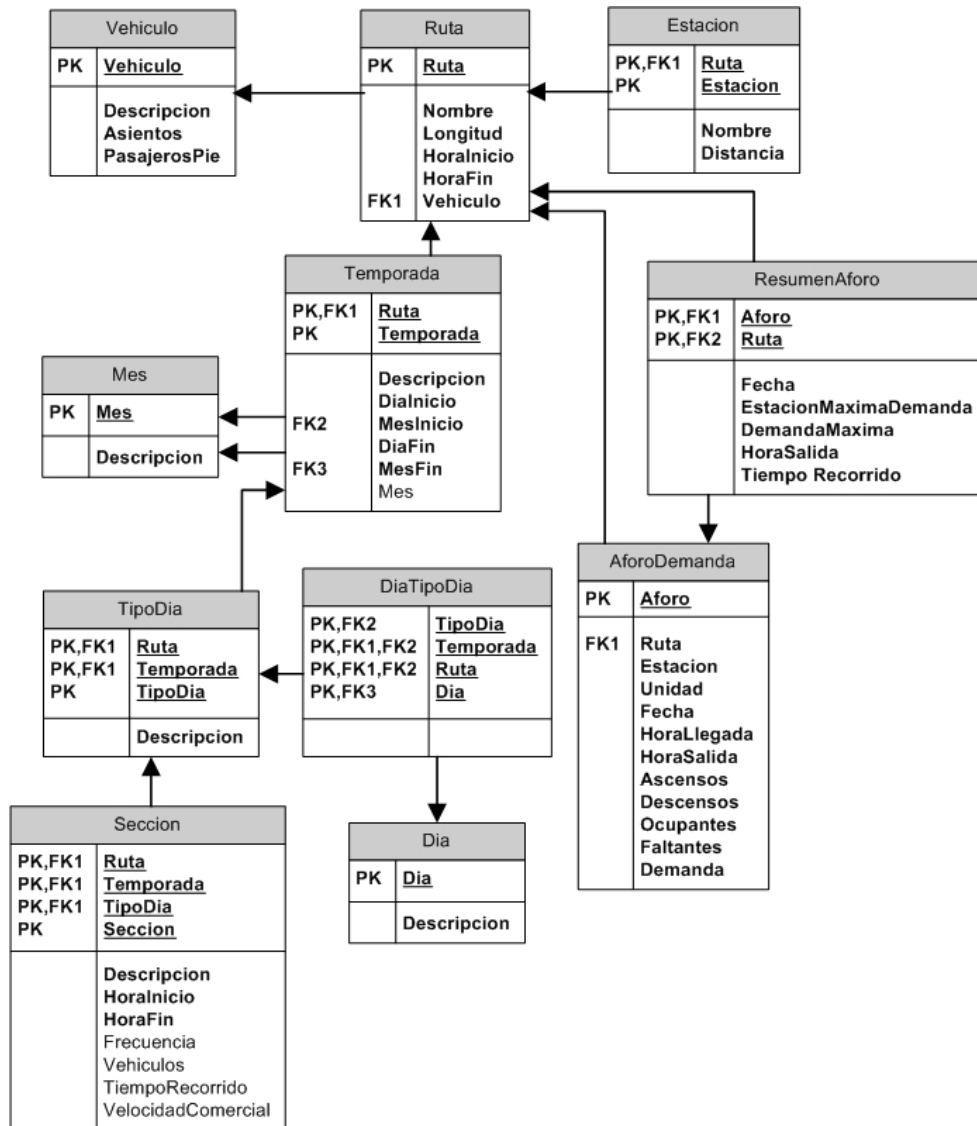 Vehiculo
PK Vehiculo
Descripcion
Asientos
PasajerosPie
Ruta
PK Ruta
Nombre
Longitud
HoraInicio
HoraFin
FK1 Vehiculo
Estacion
PK,FK1 Ruta
PK Estacion
Nombre
Distancia
Temporada
PK,FK1 Ruta
PK Temporada
Descripcion
DiaInicio
FK2 MesInicio
DiaFin
FK3 MesFin
Mes
ResumenAforo
PK,FK1 Aforo
PK,FK2 Ruta
Fecha
EstacionMaximaDemanda
DemandaMaxima
HoraSalida
Tiempo Recorrido
Mes
PK Mes
Descripcion
AforoDemanda
PK Aforo
FK1 Ruta
Estacion
Unidad
Fecha
HoraLlegada
HoraSalida
Ascensos
Descensos
Ocupantes
Faltantes
Demanda
TipoDia
PK,FK1 Ruta
PK,FK1 Temporada
PK TipoDia
Descripcion
DiaTipoDia
PK,FK2 TipoDia
PK,FK1,FK2 Temporada
PK,FK1,FK2 Ruta
PK,FK3 Dia
Seccion
PK,FK1 Ruta
PK,FK1 Temporada
PK,FK1 TipoDia
PK Seccion
Descripcion
HoraInicio
HoraFin
Frecuencia
Vehiculos
TiempoRecorrido
VelocidadComercial
Dia
PK Dia
Descripcion